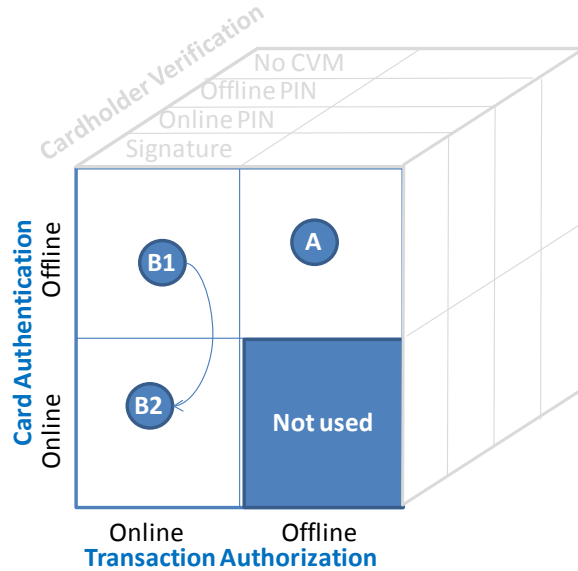 Cardholder Verification
No CVM
Offline PIN
Online PIN
Signature
Card Authentication
Offline
Online
B1
A
B2
Not used
Online
Offline
Transaction Authorization